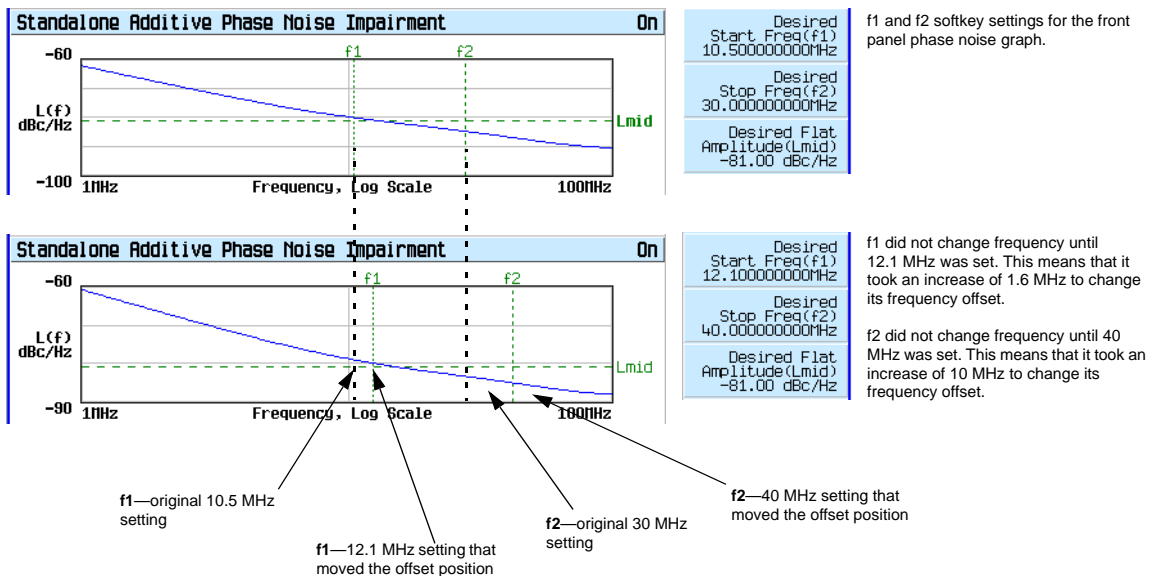 Standalone Additive Phase Noise Impairment On
-60
f1 f2
L(f)
dBc/Hz
Lmid
-100
1MHz Frequency, Log Scale 100MHz
Desired
Start Freq(f1)
10.500000000MHz
Desired
Stop Freq(f2)
30.000000000MHz
Desired Flat
Amplitude(Lmid)
-81.00 dBc/Hz
f1 and f2 softkey settings for the front
panel phase noise graph.
Standalone Additive Phase Noise Impairment On
-60
f1 f2
L(f)
dBc/Hz
Lmid
-90
1MHz Frequency, Log Scale 100MHz
Desired
Start Freq(f1)
12.100000000MHz
Desired
Stop Freq(f2)
40.000000000MHz
Desired Flat
Amplitude(Lmid)
-81.00 dBc/Hz
f1 did not change frequency until
12.1 MHz was set. This means that it
took an increase of 1.6 MHz to change
its frequency offset.
f2 did not change frequency until 40
MHz was set. This means that it took an
increase of 10 MHz to change its
frequency offset.
f1—original 10.5 MHz
setting
f1—12.1 MHz setting that
moved the offset position
f2—original 30 MHz
setting
f2—40 MHz setting that
moved the offset position